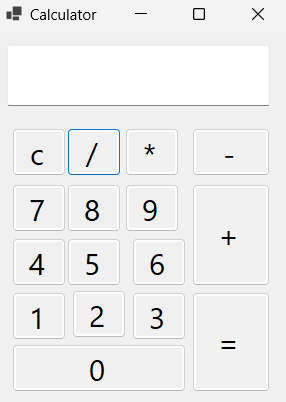 Calculator
c / * -
7 8 9 +
4 5 6
1 2 3 =
0